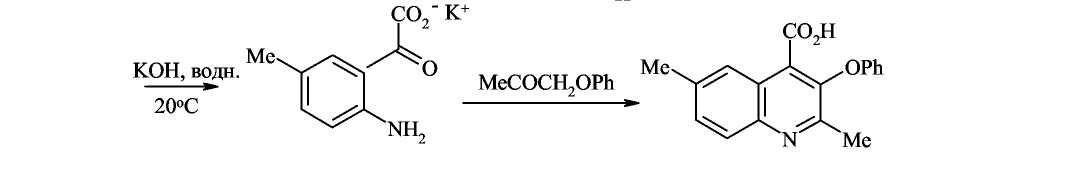 KOH, водн.
20°C
CO₂⁻ K⁺
Me
O
NH₂
MeCOCH₂OPh
CO₂H
Me
OPh
N
Me